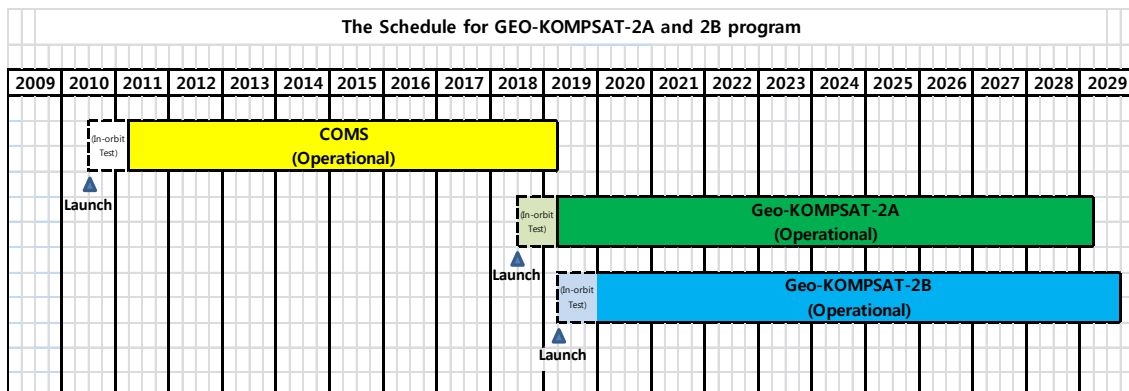 The Schedule for GEO-KOMPSAT-2A and 2B program
2009 2010 2011 2012 2013 2014 2015 2016 2017 2018 2019 2020 2021 2022 2023 2024 2025 2026 2027 2028 2029
(In-orbit
Test)
COMS
(Operational)
Launch
(In-orbit
Test)
Geo-KOMPSAT-2A
(Operational)
Launch
(In-orbit
Test)
Geo-KOMPSAT-2B
(Operational)
Launch